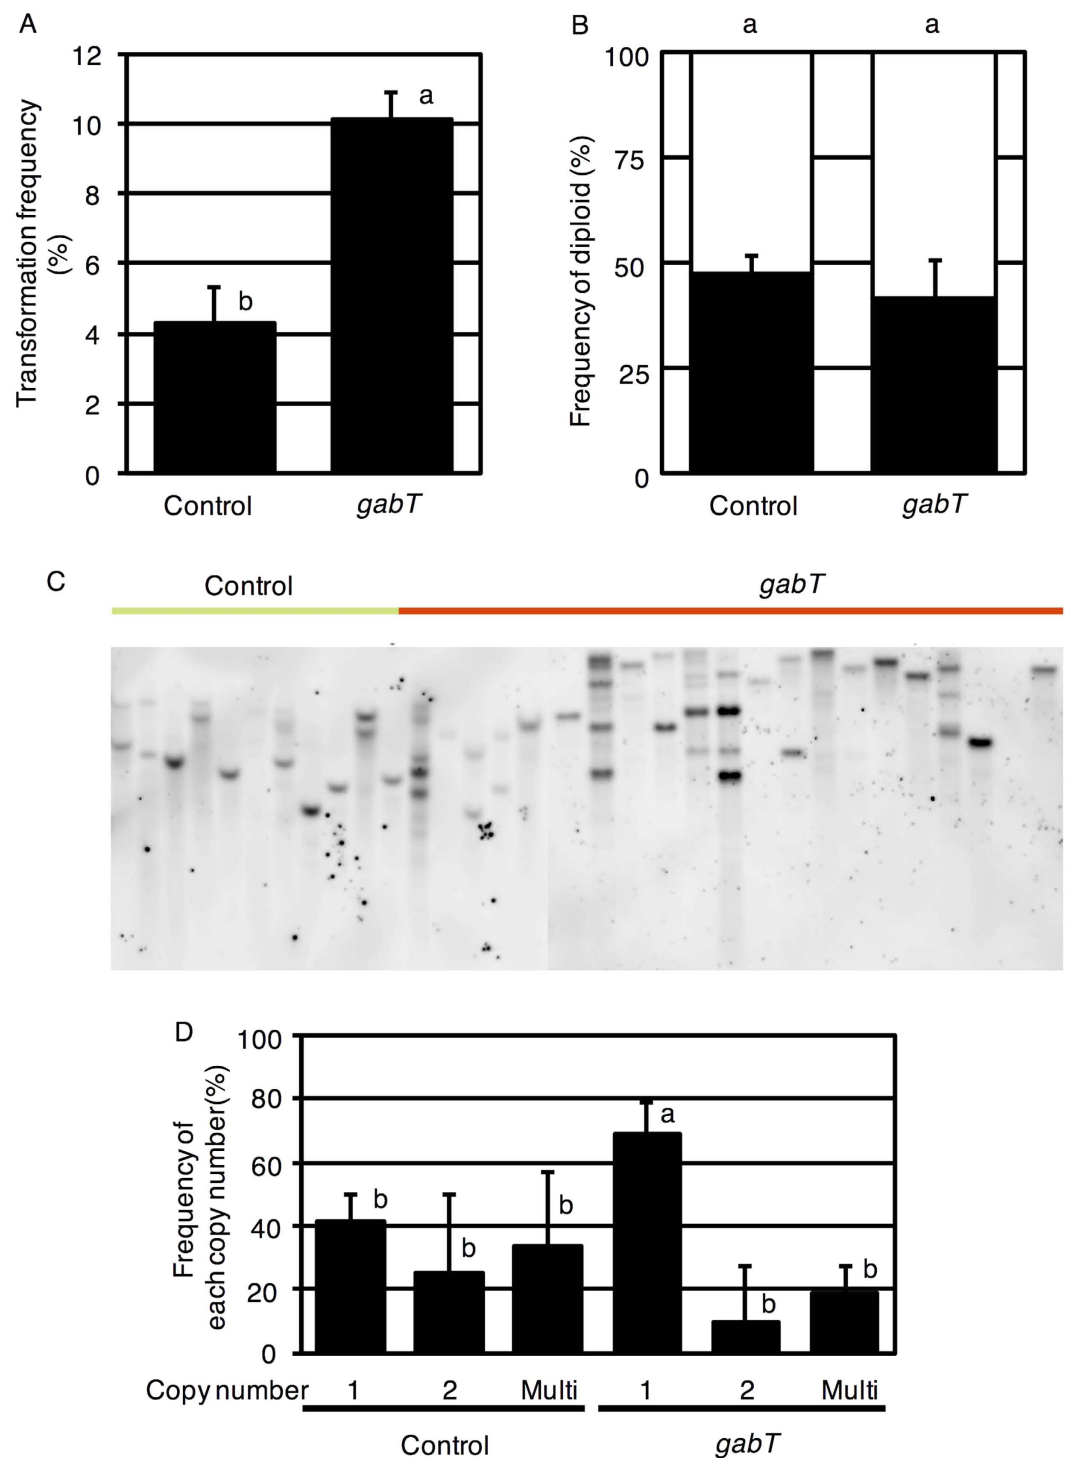 A
12
10
8
6
4
2
0
Transformation frequency
(%)
b
a
Control
gabT
B
a
a
100
75
50
25
0
Frequency of diploid (%)
Control
gabT
C
Control
gabT
D
100
80
60
40
20
0
Frequency of
each copy number(%)
b
b
b
a
b
b
Copy number 1 2 Multi 1 2 Multi
Control
gabT